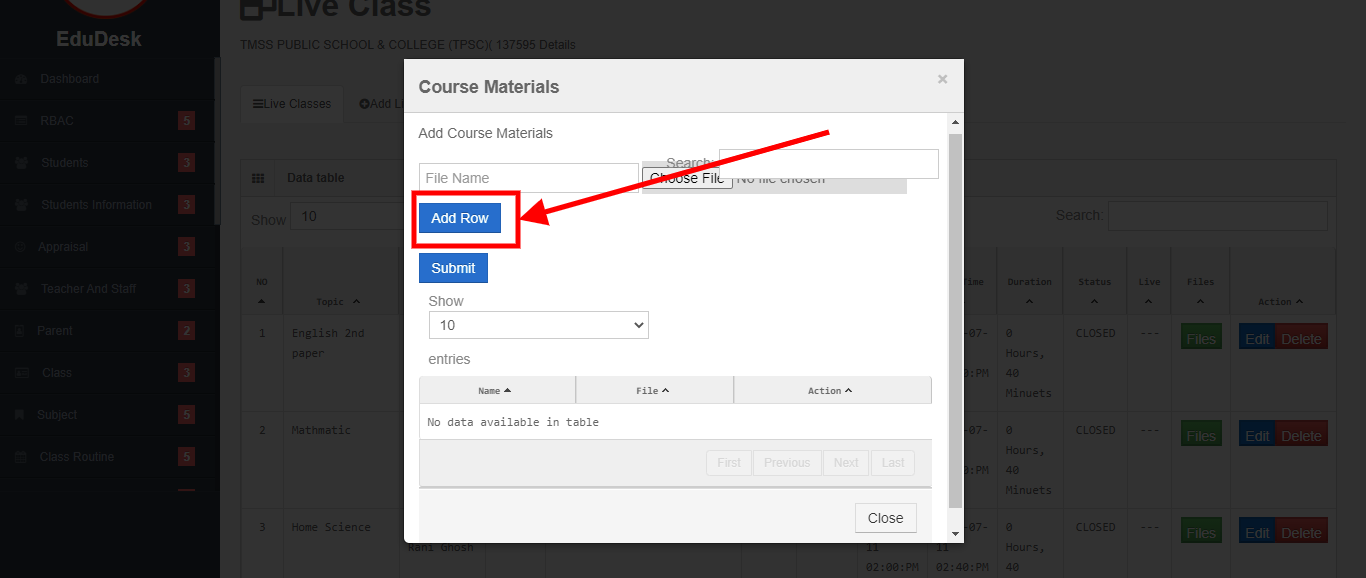 Live Class
EduDesk
TMSS PUBLIC SCHOOL & COLLEGE (TPSC)( 137595 Details
Dashboard
RBAC 5
Students 3
Students Information 3
Appraisal 3
Teacher And Staff 3
Parent 2
Class 3
Subject 5
Class Routine 5
Live Classes Add Li
Data table
Show 10
Search:
Course Materials ×
Add Course Materials
Search:
File Name Choose File No file chosen
Add Row
Submit
Show
10
entries
Name File Action
No data available in table
First Previous Next Last
Close
NO Topic Time Duration Status Live Files Action
1 English 2nd -07- 0 CLOSED --- Files Edit Delete
paper Hours,
0:PM 40
Minuets
2 Mathmatic -07- 0 CLOSED --- Files Edit Delete
Hours,
0:PM 40
Minuets
3 Home Science -07- 0 CLOSED --- Files Edit Delete
Rani Ghosh 11 11 Hours,
02:00:PM 02:40:PM 40